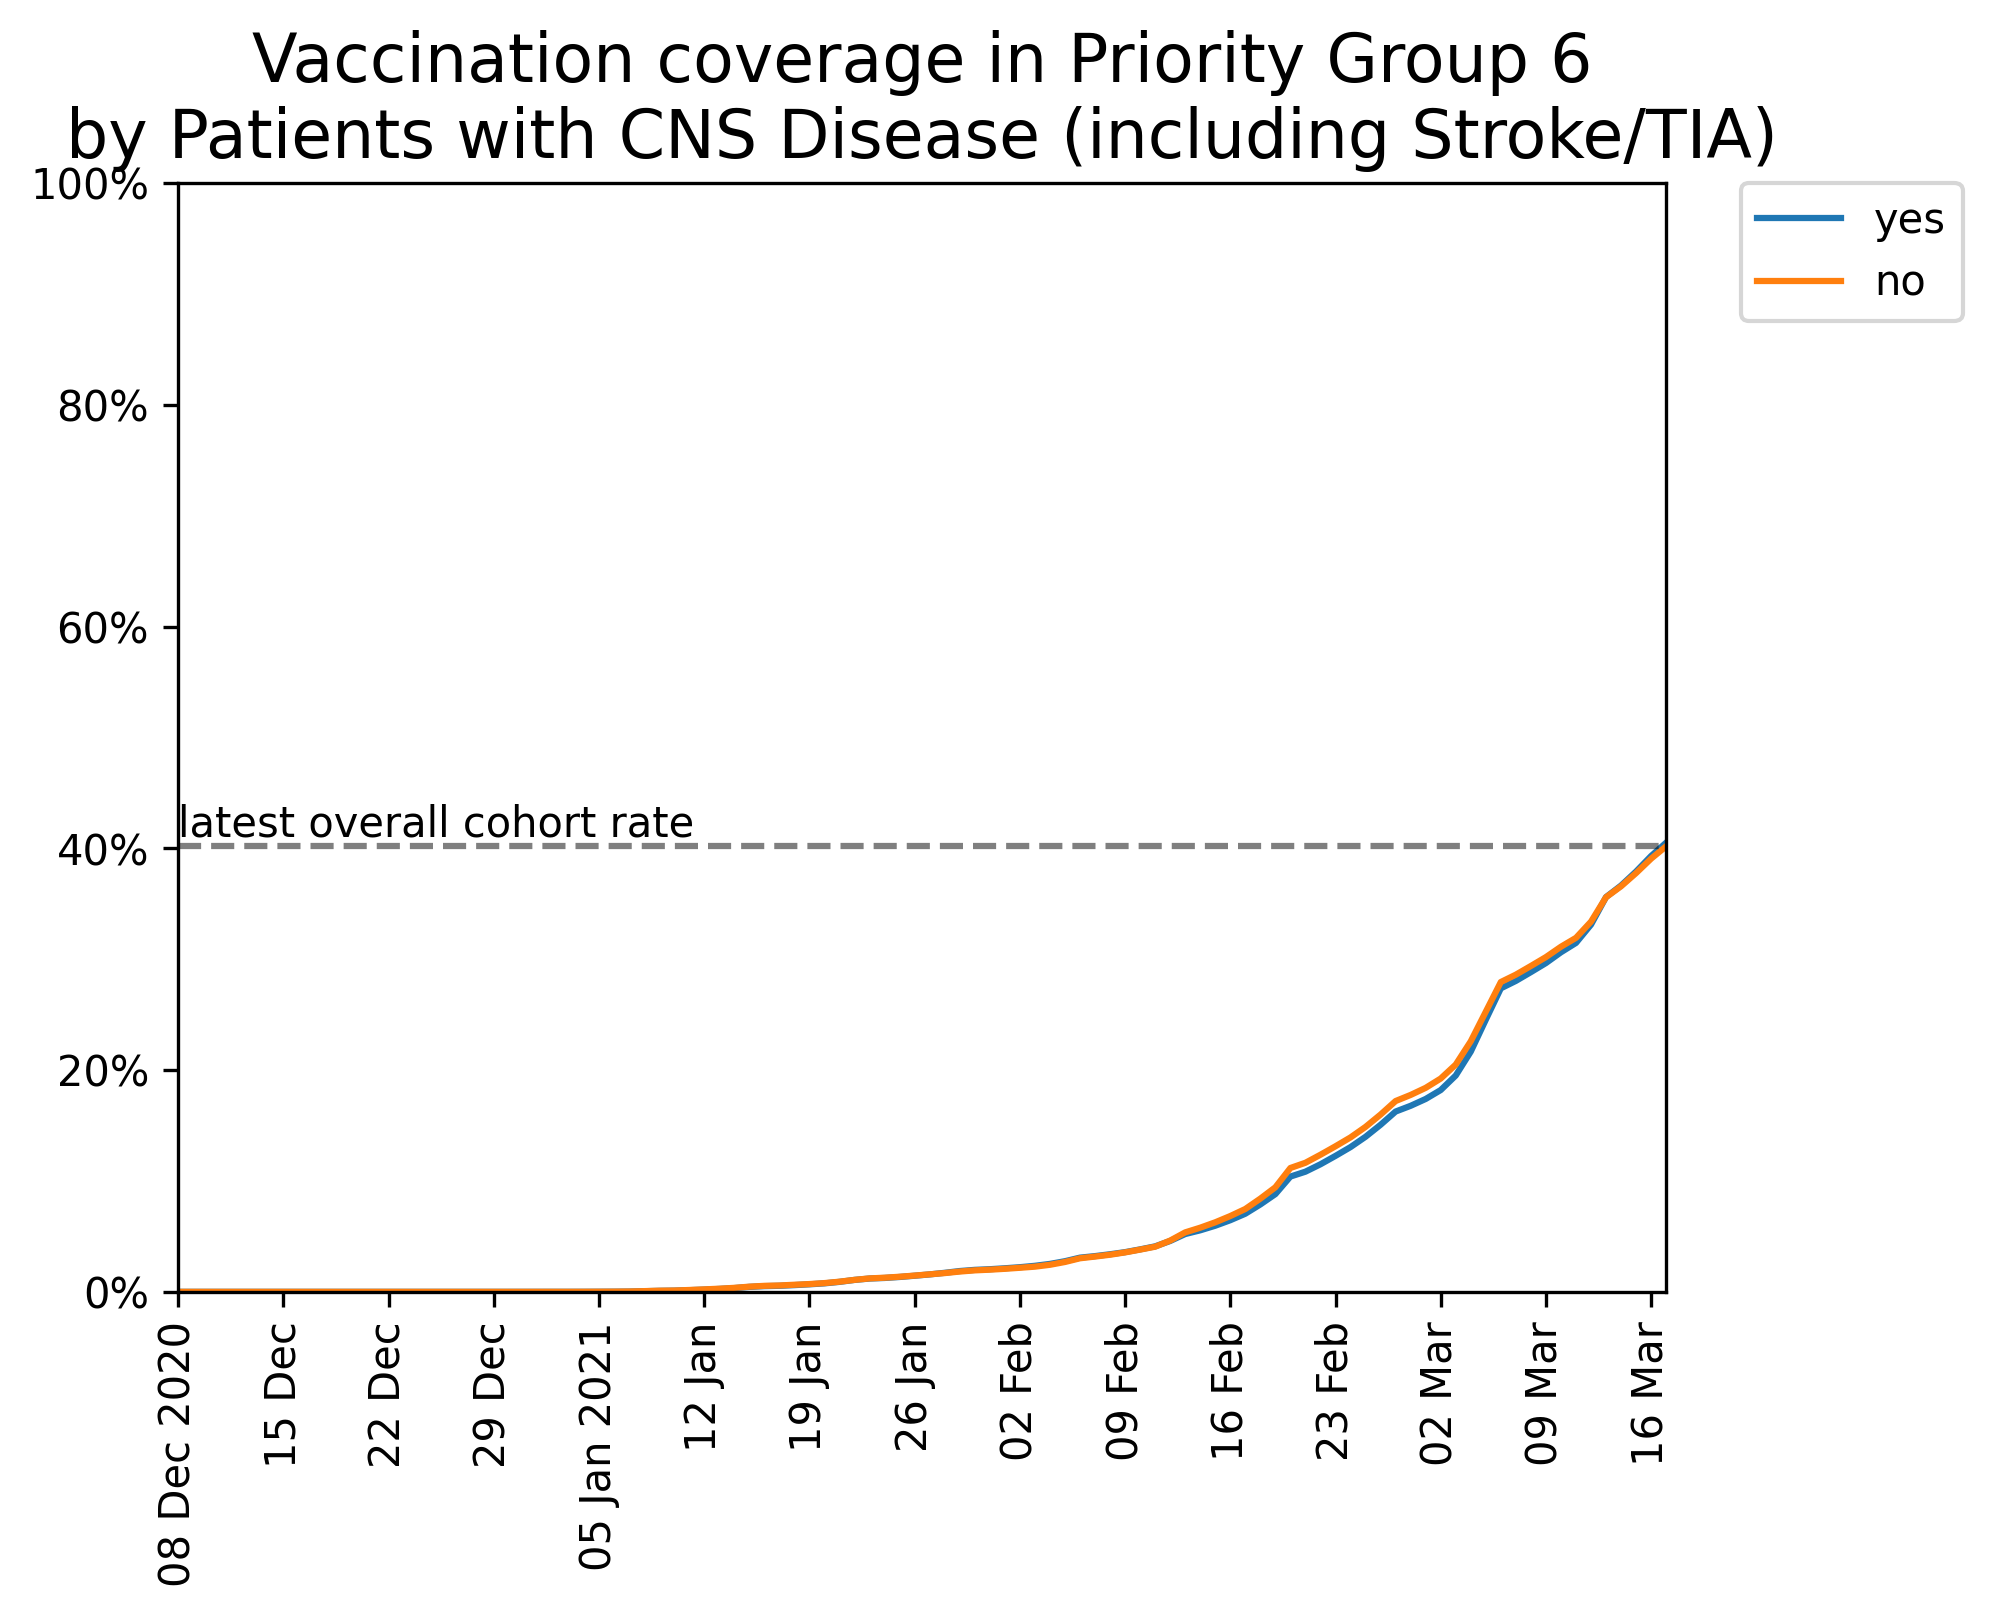 Vaccination coverage in Priority Group 6
by Patients with CNS Disease (including Stroke/TIA)
100%
80%
60%
40%
20%
0%
latest overall cohort rate
yes
no
08 Dec 2020
15 Dec
22 Dec
29 Dec
05 Jan 2021
12 Jan
19 Jan
26 Jan
02 Feb
09 Feb
16 Feb
23 Feb
02 Mar
09 Mar
16 Mar